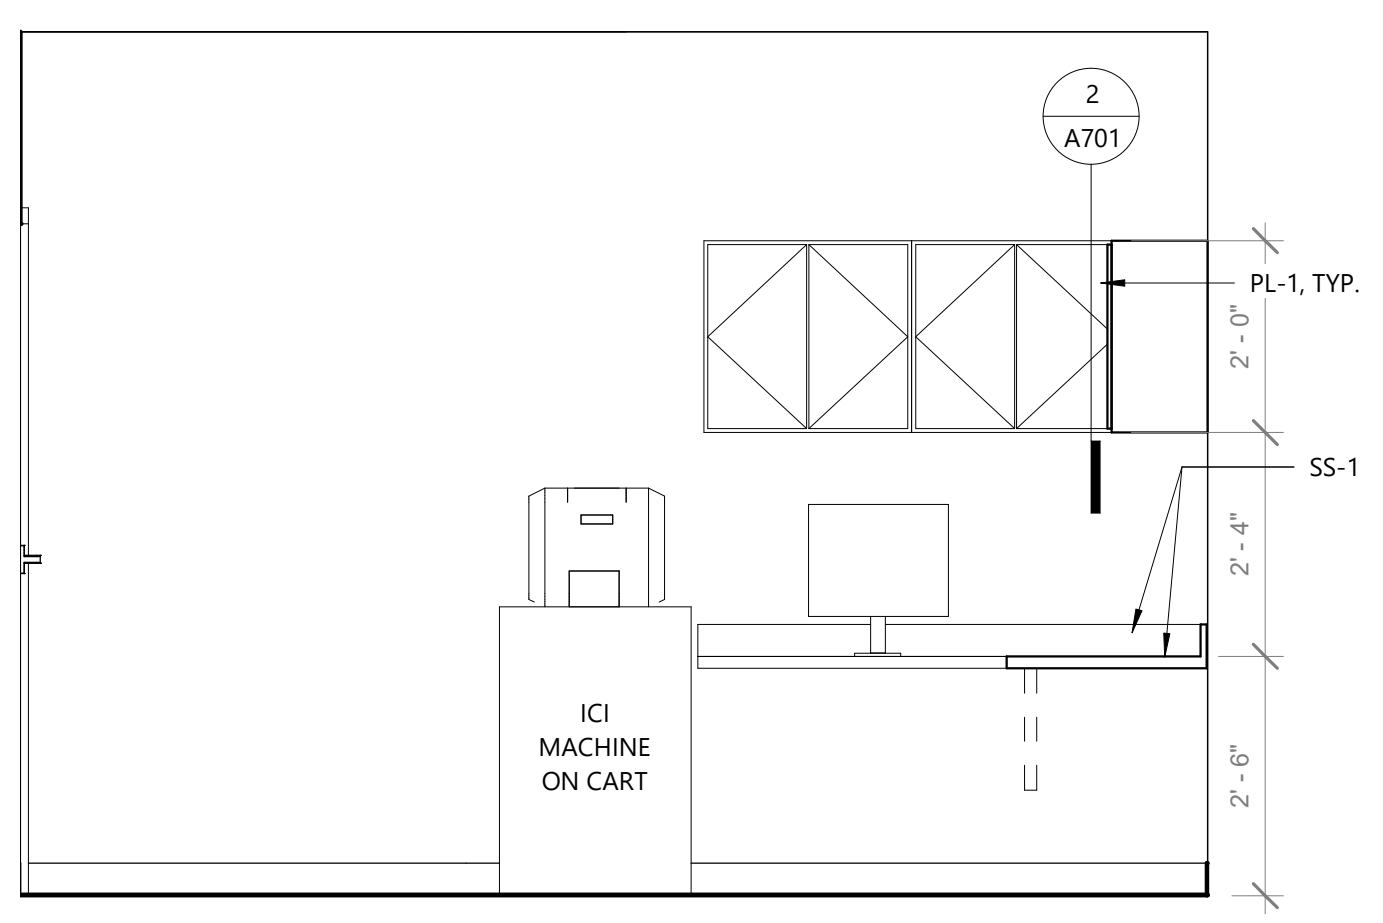 2
A701
PL-1, TYP.
2' - 0"
SS-1
2' - 4"
ICI
MACHINE
ON CART
2' - 6"